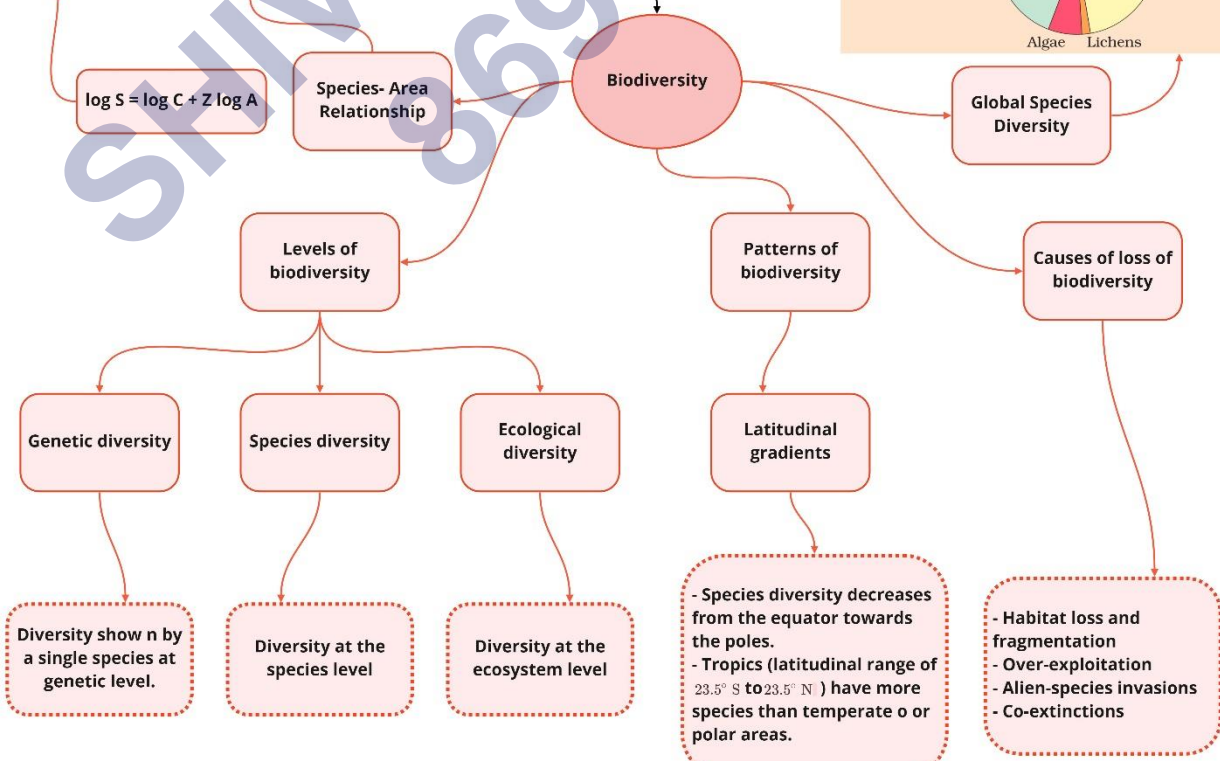 Algae Lichens
SHIV
869
log S = log C + Z log A
Species- Area
Relationship
Biodiversity
Global Species
Diversity
Levels of
biodiversity
Patterns of
biodiversity
Causes of loss of
biodiversity
Genetic diversity
Species diversity
Ecological
diversity
Latitudinal
gradients
Diversity show n by
a single species at
genetic level.
Diversity at the
species level
Diversity at the
ecosystem level
- Species diversity decreases
from the equator towards
the poles.
- Tropics (latitudinal range of
23.5° S to 23.5° N ) have more
species than temperate o or
polar areas.
- Habitat loss and
fragmentation
- Over-exploitation
- Alien-species invasions
- Co-extinctions